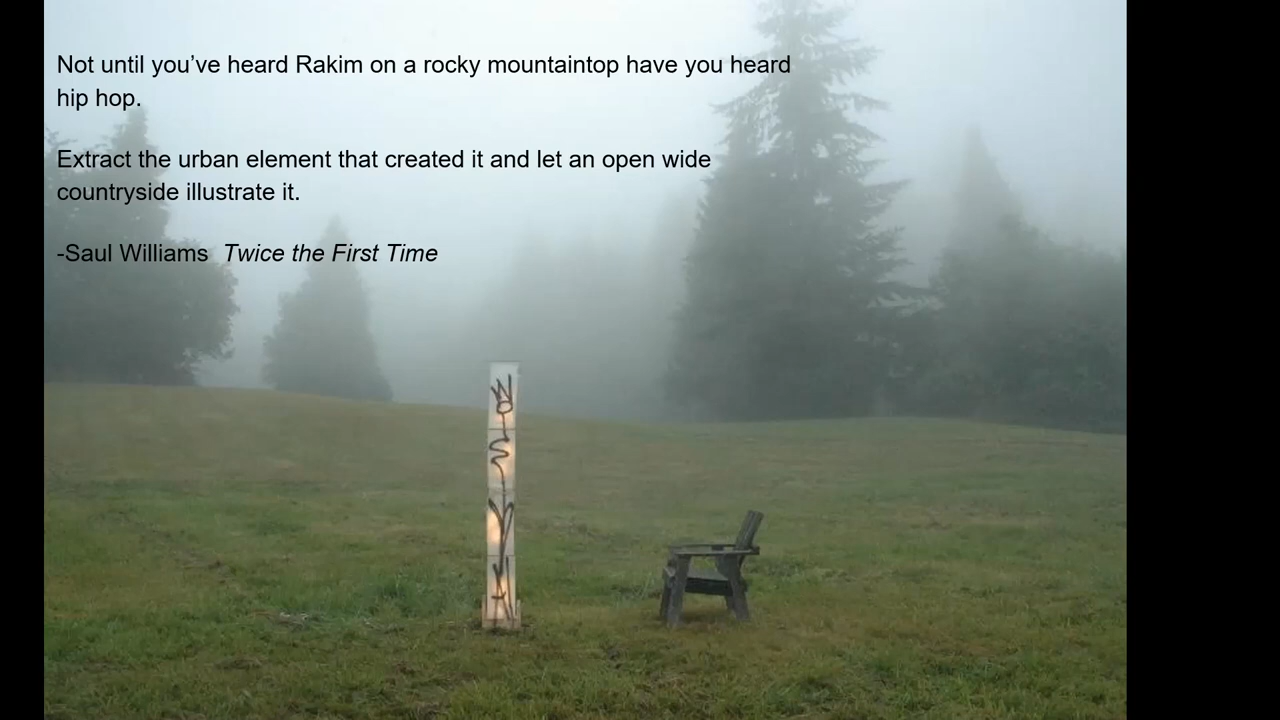 Not until you’ve heard Rakim on a rocky mountaintop have you heard
hip hop.
Extract the urban element that created it and let an open wide
countryside illustrate it.
-Saul Williams  Twice the First Time